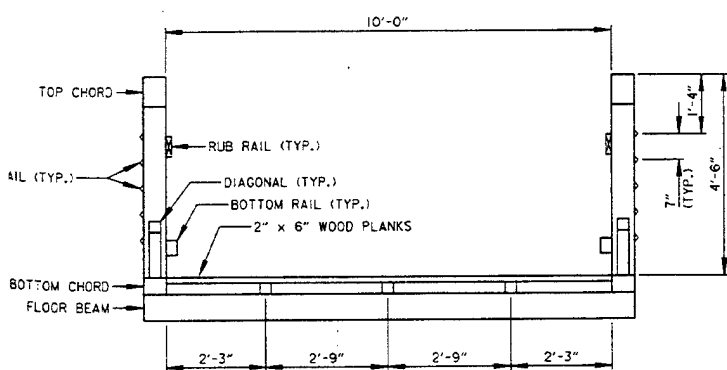 10'-0"
TOP CHORD
1'-4"
RUB RAIL (TYP.)
AIL (TYP.)
DIAGONAL (TYP.)
BOTTOM RAIL (TYP.)
2" x 6" WOOD PLANKS
7"
(TYP.)
4'-6"
BOTTOM CHORD
FLOOR BEAM
2'-3"
2'-9"
2'-9"
2'-3"